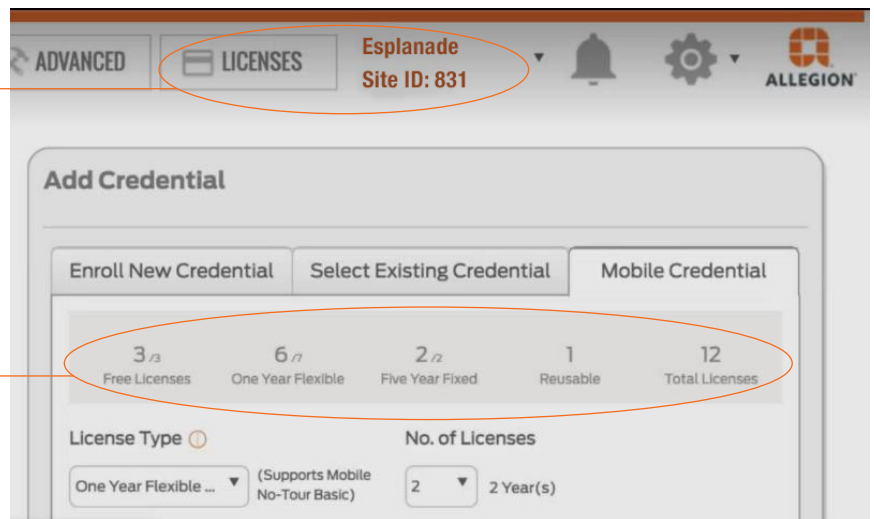 ADVANCED
LICENSES
Esplanade
Site ID: 831
ALLEGION
Add Credential
Enroll New Credential
Select Existing Credential
Mobile Credential
3 /3
Free Licenses
6 /7
One Year Flexible
2 /2
Five Year Fixed
1
Reusable
12
Total Licenses
License Type
No. of Licenses
One Year Flexible ...
(Supports Mobile
No-Tour Basic)
2
2 Year(s)